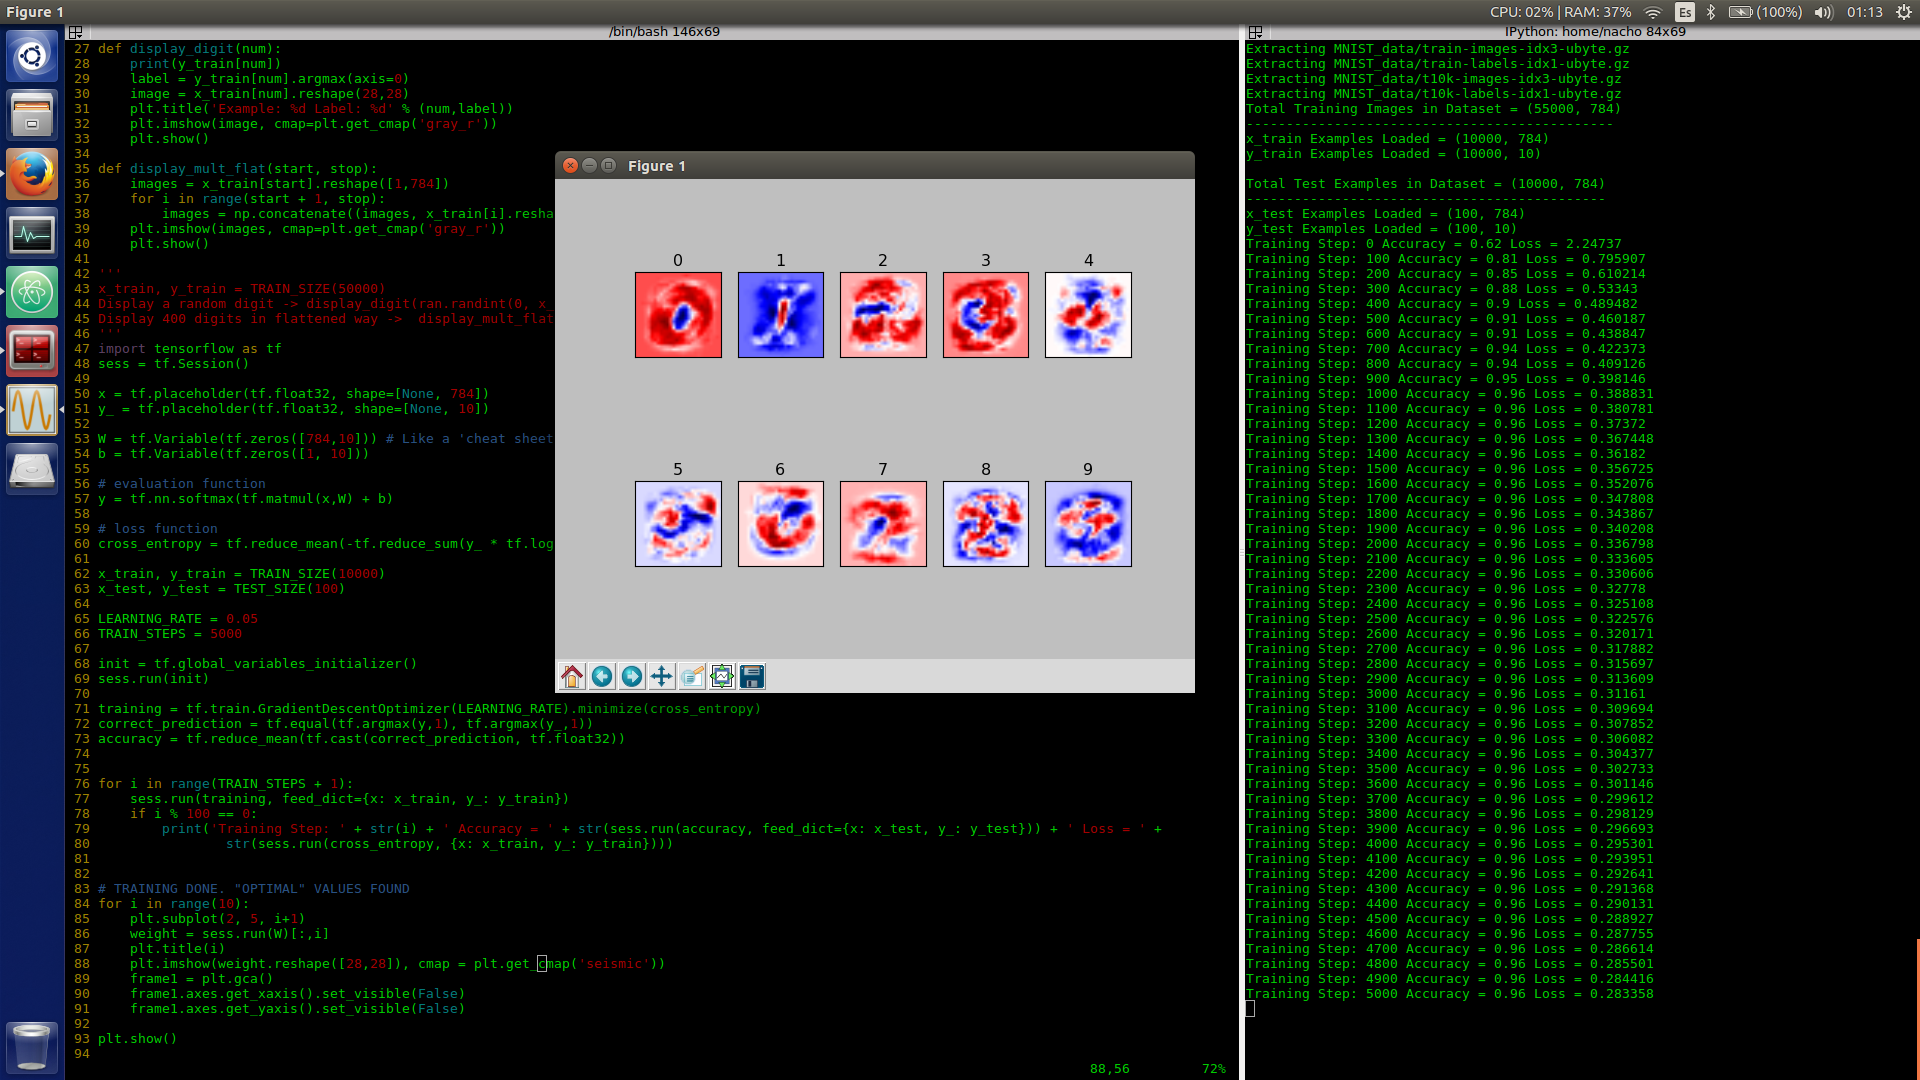 Figure 1
CPU: 02% | RAM: 37%
Es
(100%)
01:13
/bin/bash 146x69
27 def display_digit(num):
28     print(y_train[num])
29     label = y_train[num].argmax(axis=0)
30     image = x_train[num].reshape(28,28)
31     plt.title('Example: %d Label: %d' % (num,label))
32     plt.imshow(image, cmap=plt.get_cmap('gray_r'))
33     plt.show()
34
35 def display_mult_flat(start, stop):
36     images = x_train[start].reshape([1,784])
37     for i in range(start + 1, stop):
38         images = np.concatenate((images, x_train[i].resha
39     plt.imshow(images, cmap=plt.get_cmap('gray_r'))
40     plt.show()
41
42 '''
43 x_train, y_train = TRAIN_SIZE(50000)
44 Display a random digit -> display_digit(ran.randint(0, x_
45 Display 400 digits in flattened way ->  display_mult_flat
46 '''
47 import tensorflow as tf
48 sess = tf.Session()
49
50 x = tf.placeholder(tf.float32, shape=[None, 784])
51 y_ = tf.placeholder(tf.float32, shape=[None, 10])
52
53 W = tf.Variable(tf.zeros([784,10])) # Like a 'cheat sheet
54 b = tf.Variable(tf.zeros([1, 10]))
55
56 # evaluation function
57 y = tf.nn.softmax(tf.matmul(x,W) + b)
58
59 # loss function
60 cross_entropy = tf.reduce_mean(-tf.reduce_sum(y_ * tf.log
61
62 x_train, y_train = TRAIN_SIZE(10000)
63 x_test, y_test = TEST_SIZE(100)
64
65 LEARNING_RATE = 0.05
66 TRAIN_STEPS = 5000
67
68 init = tf.global_variables_initializer()
69 sess.run(init)
70
71 training = tf.train.GradientDescentOptimizer(LEARNING_RATE).minimize(cross_entropy)
72 correct_prediction = tf.equal(tf.argmax(y,1), tf.argmax(y_,1))
73 accuracy = tf.reduce_mean(tf.cast(correct_prediction, tf.float32))
74
75
76 for i in range(TRAIN_STEPS + 1):
77     sess.run(training, feed_dict={x: x_train, y_: y_train})
78     if i % 100 == 0:
79         print('Training Step: ' + str(i) + ' Accuracy = ' + str(sess.run(accuracy, feed_dict={x: x_test, y_: y_test})) + ' Loss = ' +
80                 str(sess.run(cross_entropy, {x: x_train, y_: y_train})))
81
82
83 # TRAINING DONE. "OPTIMAL" VALUES FOUND
84 for i in range(10):
85     plt.subplot(2, 5, i+1)
86     weight = sess.run(W)[:,i]
87     plt.title(i)
88     plt.imshow(weight.reshape([28,28]), cmap = plt.get_cmap('seismic'))
89     frame1 = plt.gca()
90     frame1.axes.get_xaxis().set_visible(False)
91     frame1.axes.get_yaxis().set_visible(False)
92
93 plt.show()
94
88,56 72%
Figure 1
0 1 2 3 4
5 6 7 8 9
IPython: home/nacho 84x69
Extracting MNIST_data/train-images-idx3-ubyte.gz
Extracting MNIST_data/train-labels-idx1-ubyte.gz
Extracting MNIST_data/t10k-images-idx3-ubyte.gz
Extracting MNIST_data/t10k-labels-idx1-ubyte.gz
Total Training Images in Dataset = (55000, 784)
----------------------------------------------
x_train Examples Loaded = (10000, 784)
y_train Examples Loaded = (10000, 10)

Total Test Examples in Dataset = (10000, 784)
---------------------------------------------
x_test Examples Loaded = (100, 784)
y_test Examples Loaded = (100, 10)
Training Step: 0 Accuracy = 0.62 Loss = 2.24737
Training Step: 100 Accuracy = 0.81 Loss = 0.795907
Training Step: 200 Accuracy = 0.85 Loss = 0.610214
Training Step: 300 Accuracy = 0.88 Loss = 0.53343
Training Step: 400 Accuracy = 0.9 Loss = 0.489482
Training Step: 500 Accuracy = 0.91 Loss = 0.460187
Training Step: 600 Accuracy = 0.91 Loss = 0.438847
Training Step: 700 Accuracy = 0.94 Loss = 0.422373
Training Step: 800 Accuracy = 0.94 Loss = 0.409126
Training Step: 900 Accuracy = 0.95 Loss = 0.398146
Training Step: 1000 Accuracy = 0.96 Loss = 0.388831
Training Step: 1100 Accuracy = 0.96 Loss = 0.380781
Training Step: 1200 Accuracy = 0.96 Loss = 0.37372
Training Step: 1300 Accuracy = 0.96 Loss = 0.367448
Training Step: 1400 Accuracy = 0.96 Loss = 0.36182
Training Step: 1500 Accuracy = 0.96 Loss = 0.356725
Training Step: 1600 Accuracy = 0.96 Loss = 0.352076
Training Step: 1700 Accuracy = 0.96 Loss = 0.347808
Training Step: 1800 Accuracy = 0.96 Loss = 0.343867
Training Step: 1900 Accuracy = 0.96 Loss = 0.340208
Training Step: 2000 Accuracy = 0.96 Loss = 0.336798
Training Step: 2100 Accuracy = 0.96 Loss = 0.333605
Training Step: 2200 Accuracy = 0.96 Loss = 0.330606
Training Step: 2300 Accuracy = 0.96 Loss = 0.32778
Training Step: 2400 Accuracy = 0.96 Loss = 0.325108
Training Step: 2500 Accuracy = 0.96 Loss = 0.322576
Training Step: 2600 Accuracy = 0.96 Loss = 0.320171
Training Step: 2700 Accuracy = 0.96 Loss = 0.317882
Training Step: 2800 Accuracy = 0.96 Loss = 0.315697
Training Step: 2900 Accuracy = 0.96 Loss = 0.313609
Training Step: 3000 Accuracy = 0.96 Loss = 0.31161
Training Step: 3100 Accuracy = 0.96 Loss = 0.309694
Training Step: 3200 Accuracy = 0.96 Loss = 0.307852
Training Step: 3300 Accuracy = 0.96 Loss = 0.306082
Training Step: 3400 Accuracy = 0.96 Loss = 0.304377
Training Step: 3500 Accuracy = 0.96 Loss = 0.302733
Training Step: 3600 Accuracy = 0.96 Loss = 0.301146
Training Step: 3700 Accuracy = 0.96 Loss = 0.299612
Training Step: 3800 Accuracy = 0.96 Loss = 0.298129
Training Step: 3900 Accuracy = 0.96 Loss = 0.296693
Training Step: 4000 Accuracy = 0.96 Loss = 0.295301
Training Step: 4100 Accuracy = 0.96 Loss = 0.293951
Training Step: 4200 Accuracy = 0.96 Loss = 0.292641
Training Step: 4300 Accuracy = 0.96 Loss = 0.291368
Training Step: 4400 Accuracy = 0.96 Loss = 0.290131
Training Step: 4500 Accuracy = 0.96 Loss = 0.288927
Training Step: 4600 Accuracy = 0.96 Loss = 0.287755
Training Step: 4700 Accuracy = 0.96 Loss = 0.286614
Training Step: 4800 Accuracy = 0.96 Loss = 0.285501
Training Step: 4900 Accuracy = 0.96 Loss = 0.284416
Training Step: 5000 Accuracy = 0.96 Loss = 0.283358